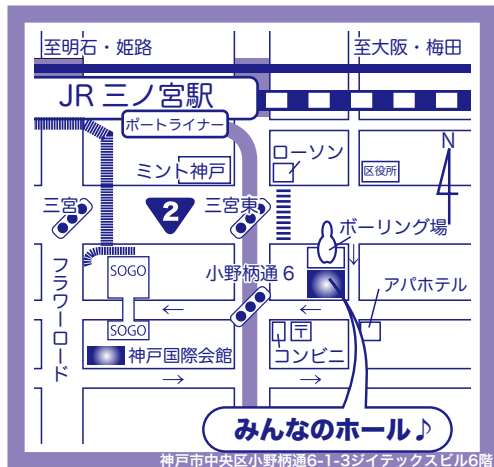 至明石・姫路
至大阪・梅田
JR 三ノ宮駅
ポートライナー
N
ローソン
ミント神戸
区役所
三宮
2
三宮東
ボーリング場
フラワーロード
SOGO
小野柄通 6
アパホテル
←
←
SOGO
〒
神戸国際会館
コンビニ
→
→
みんなのホール♪
神戸市中央区小野柄通6-1-3ジイテックスビル6階